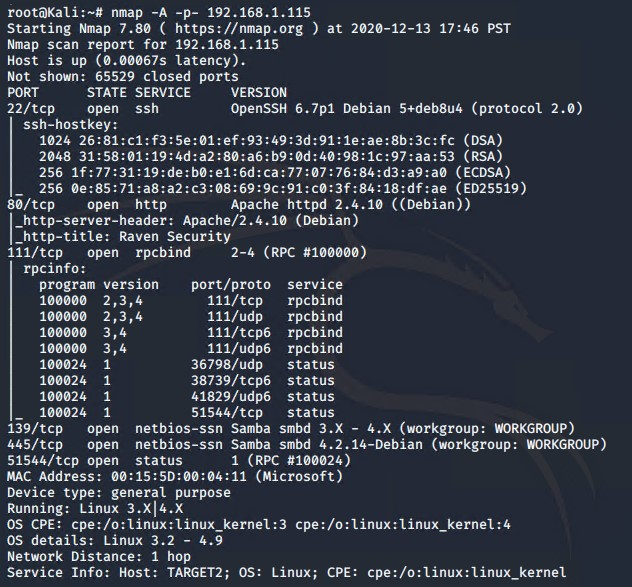 root@Kali:~# nmap -A -p- 192.168.1.115
Starting Nmap 7.80 ( https://nmap.org ) at 2020-12-13 17:46 PST
Nmap scan report for 192.168.1.115
Host is up (0.00067s latency).
Not shown: 65529 closed ports
PORT      STATE SERVICE     VERSION
22/tcp    open  ssh         OpenSSH 6.7p1 Debian 5+deb8u4 (protocol 2.0)
| ssh-hostkey:
|   1024 26:81:c1:f3:5e:01:ef:93:49:3d:91:1e:ae:8b:3c:fc (DSA)
|   2048 31:58:01:19:4d:a2:80:a6:b9:0d:40:98:1c:97:aa:53 (RSA)
|   256 1f:77:31:19:de:b0:e1:6d:ca:77:07:76:84:d3:a9:a0 (ECDSA)
|_  256 0e:85:71:a8:a2:c3:08:69:9c:91:c0:3f:84:18:df:ae (ED25519)
80/tcp    open  http        Apache httpd 2.4.10 ((Debian))
|_http-server-header: Apache/2.4.10 (Debian)
|_http-title: Raven Security
111/tcp   open  rpcbind     2-4 (RPC #100000)
| rpcinfo:
|   program version    port/proto  service
|   100000  2,3,4        111/tcp   rpcbind
|   100000  2,3,4        111/udp   rpcbind
|   100000  3,4          111/tcp6  rpcbind
|   100000  3,4          111/udp6  rpcbind
|   100024  1          36798/udp   status
|   100024  1          38739/tcp6  status
|   100024  1          41829/udp6  status
|_  100024  1          51544/tcp   status
139/tcp   open  netbios-ssn Samba smbd 3.X - 4.X (workgroup: WORKGROUP)
445/tcp   open  netbios-ssn Samba smbd 4.2.14-Debian (workgroup: WORKGROUP)
51544/tcp open  status      1 (RPC #100024)
MAC Address: 00:15:5D:00:04:11 (Microsoft)
Device type: general purpose
Running: Linux 3.X|4.X
OS CPE: cpe:/o:linux:linux_kernel:3 cpe:/o:linux:linux_kernel:4
OS details: Linux 3.2 - 4.9
Network Distance: 1 hop
Service Info: Host: TARGET2; OS: Linux; CPE: cpe:/o:linux:linux_kernel